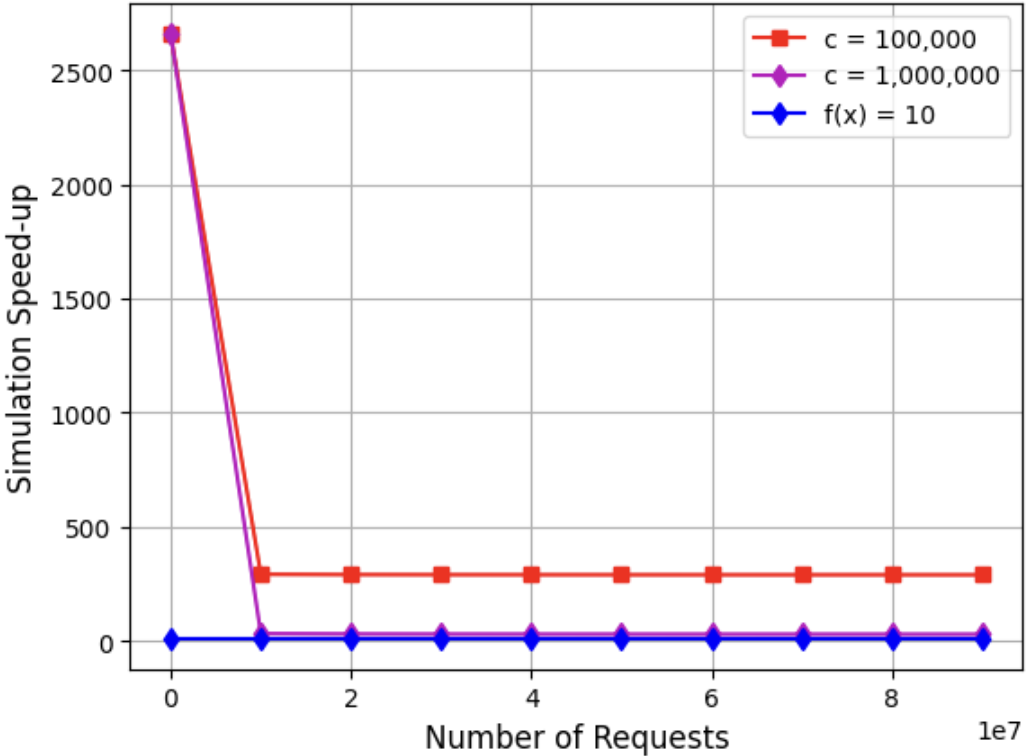 c = 100,000
c = 1,000,000
f(x) = 10
2500
2000
1500
1000
500
0
Simulation Speed-up
0 2 4 6 8
1e7
Number of Requests